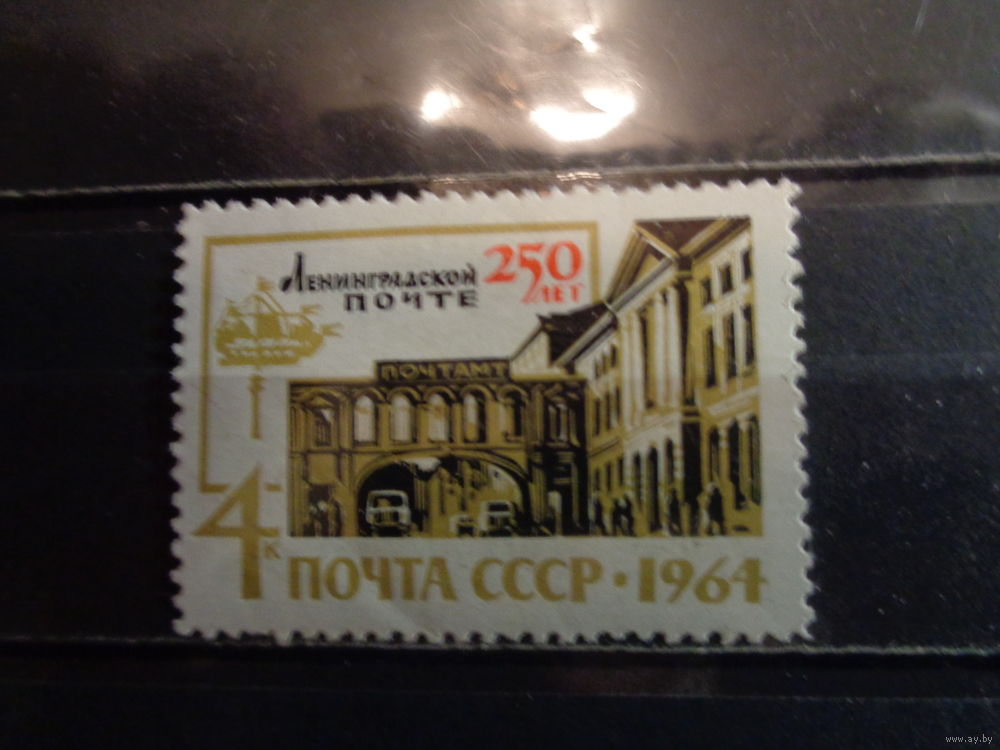 Ленинградской
почте
250
лет
ПОЧТАМТ
4к
ПОЧТА СССР · 1964
www.ay.by